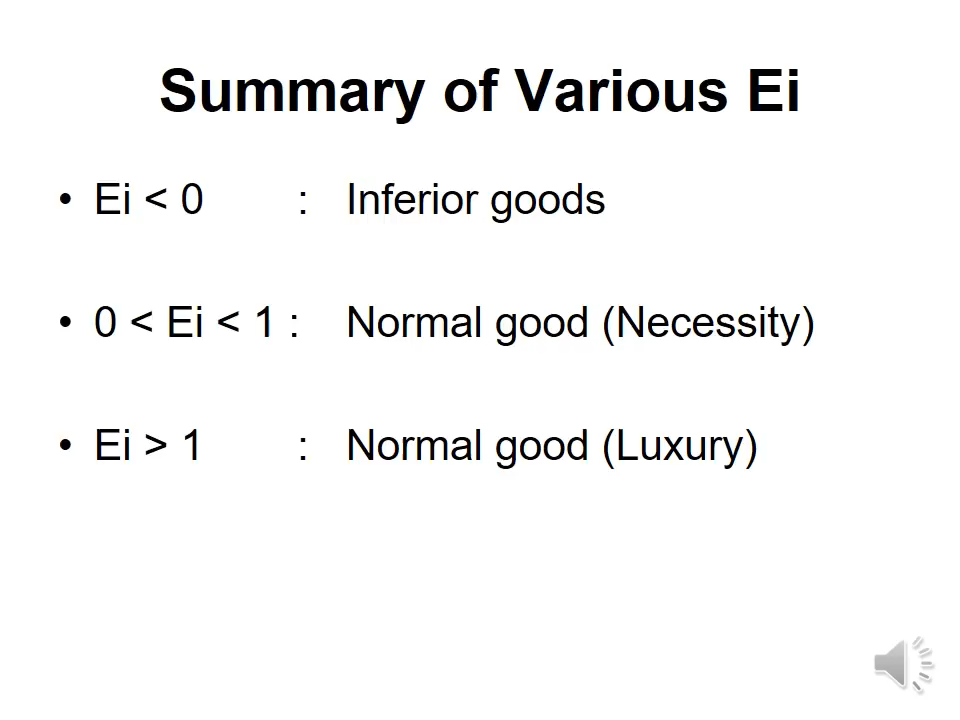 Summary of Various Ei
• Ei < 0 : Inferior goods
• 0 < Ei < 1 : Normal good (Necessity)
• Ei > 1 : Normal good (Luxury)